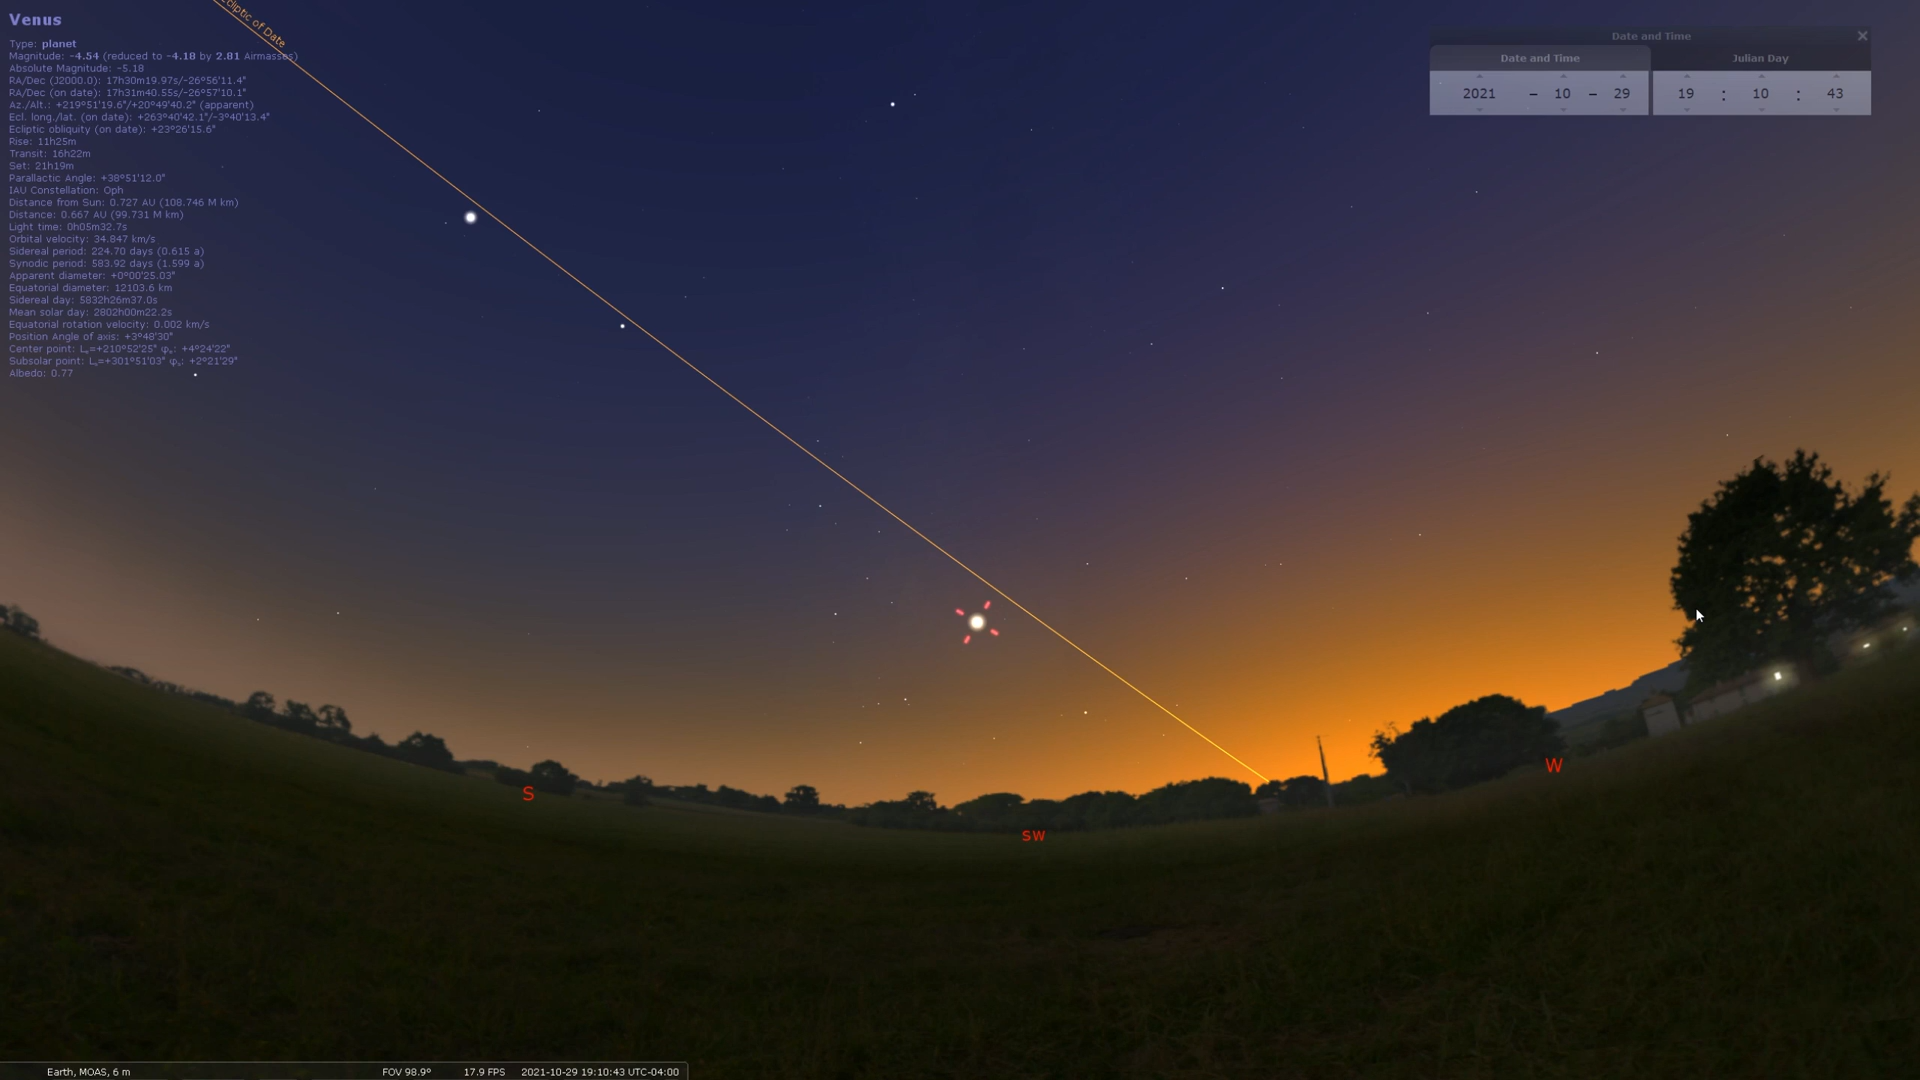 Venus
Ecliptic of Date
Type: planet
Magnitude: -4.54 (reduced to -4.18 by 2.81 Airmasses)
Absolute Magnitude: -5.18
RA/Dec (J2000.0): 17h30m19.97s/-26°56'11.4"
RA/Dec (on date): 17h31m40.55s/-26°57'10.1"
Az./Alt.: +219°51'19.6"/+20°49'40.2" (apparent)
Ecl. long./lat. (on date): +263°40'42.1"/-3°40'13.4"
Ecliptic obliquity (on date): +23°26'15.6"
Rise: 11h25m
Transit: 16h22m
Set: 21h19m
Parallactic Angle: +38°51'12.0"
IAU Constellation: Oph
Distance from Sun: 0.727 AU (108.746 M km)
Distance: 0.667 AU (99.731 M km)
Light time: 0h05m32.7s
Orbital velocity: 34.847 km/s
Sidereal period: 224.70 days (0.615 a)
Synodic period: 583.92 days (1.599 a)
Apparent diameter: +0°00'25.03"
Equatorial diameter: 12103.6 km
Sidereal day: 5832h26m37.0s
Mean solar day: 2802h00m22.2s
Equatorial rotation velocity: 0.002 km/s
Position Angle of axis: +3°48'30"
Center point: Lₑ=+210°52'25" φₑ: +4°24'22"
Subsolar point: Lₛ=+301°51'03" φₛ: +2°21'29"
Albedo: 0.77
Date and Time
Date and Time Julian Day
2021 - 10 - 29 19 : 10 : 43
S
SW
W
Earth, MOAS, 6 m FOV 98.9° 17.9 FPS 2021-10-29 19:10:43 UTC-04:00